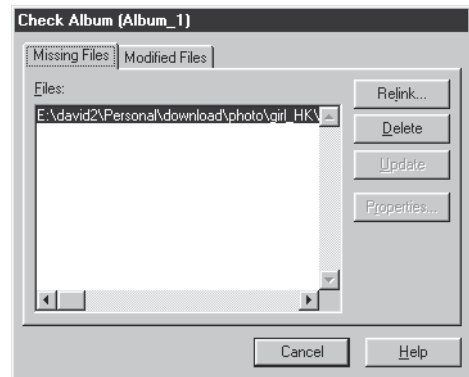 Check Album (Album_1)
Missing Files
Modified Files
Files:
E:\david2\Personal\download\photo\girl_HK\
Relink...
Delete
Update
Properties...
Cancel
Help